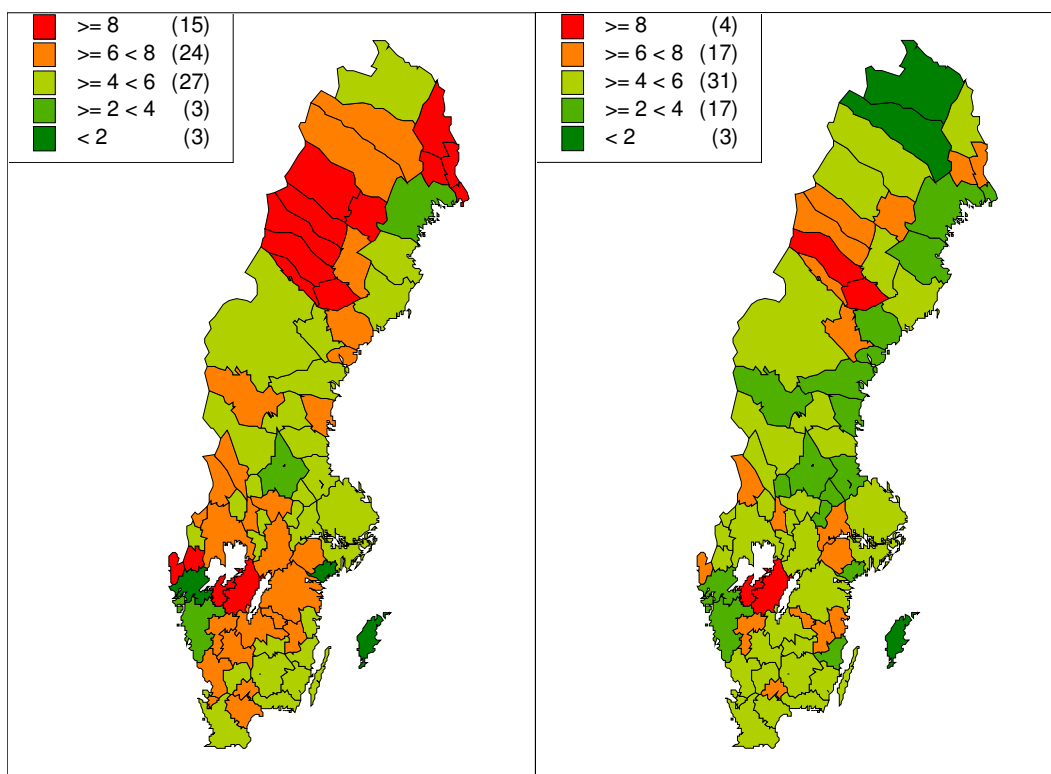 >= 8 (15)
>= 6 < 8 (24)
>= 4 < 6 (27)
>= 2 < 4 (3)
< 2 (3)
>= 8 (4)
>= 6 < 8 (17)
>= 4 < 6 (31)
>= 2 < 4 (17)
< 2 (3)